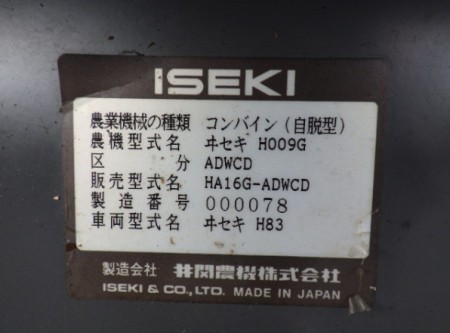 ISEKI
農業機械の種類 コンバイン(自脱型)
農機型式名 ヰセキ H009G
区分 ADWCD
販売型式名 HA16G-ADWCD
製造番号 000078
車両型式名 ヰセキ H83
製造会社 井関農機株式会社
ISEKI & CO., LTD. MADE IN JAPAN